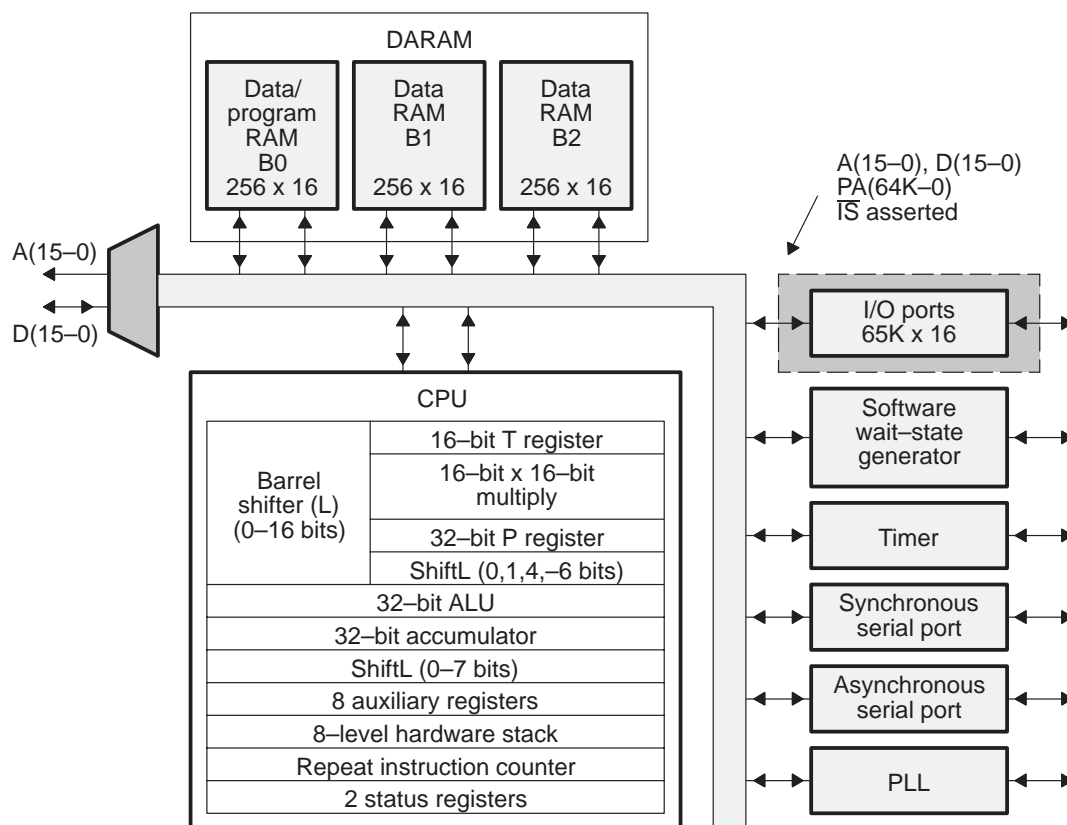 DARAM
Data/
program
RAM
B0
256 x 16
Data
RAM
B1
256 x 16
Data
RAM
B2
256 x 16
A(15–0), D(15–0)
PA(64K–0)
IS asserted
A(15–0)
D(15–0)
I/O ports
65K x 16
CPU
Barrel
shifter (L)
(0–16 bits)
16–bit T register
16–bit x 16–bit
multiply
32–bit P register
ShiftL (0,1,4,–6 bits)
32–bit ALU
32–bit accumulator
ShiftL (0–7 bits)
8 auxiliary registers
8–level hardware stack
Repeat instruction counter
2 status registers
Software
wait–state
generator
Timer
Synchronous
serial port
Asynchronous
serial port
PLL